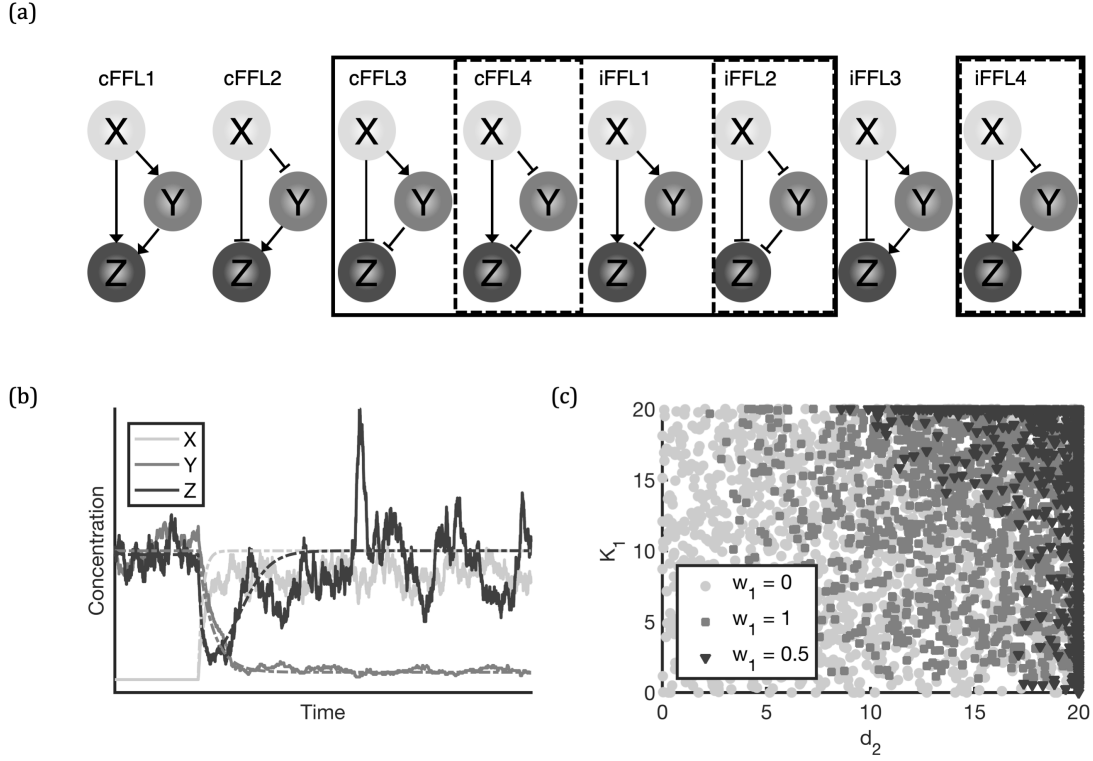 (a)
cFFL1 cFFL2 cFFL3 cFFL4 iFFL1 iFFL2 iFFL3 iFFL4
X X X X X X X X
Y Y Y Y Y Y Y Y
Z Z Z Z Z Z Z Z
(b)
X
Y
Z
Concentration
Time
(c)
20
15
10
5
0
K₁
w₁ = 0
w₁ = 1
w₁ = 0.5
0 5 10 15 20
d₂